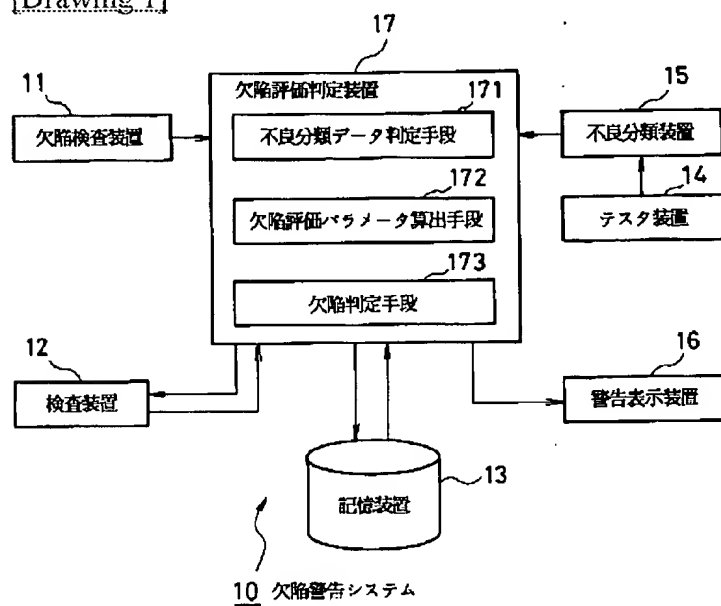 [Drawing 1]
17
11
欠陥検査装置
欠陥評価判定装置
171
不良分類データ判定手段
172
欠陥評価パラメータ算出手段
173
欠陥判定手段
15
不良分類装置
14
テスタ装置
12
検査装置
16
警告表示装置
13
記憶装置
10 欠陥警告システム